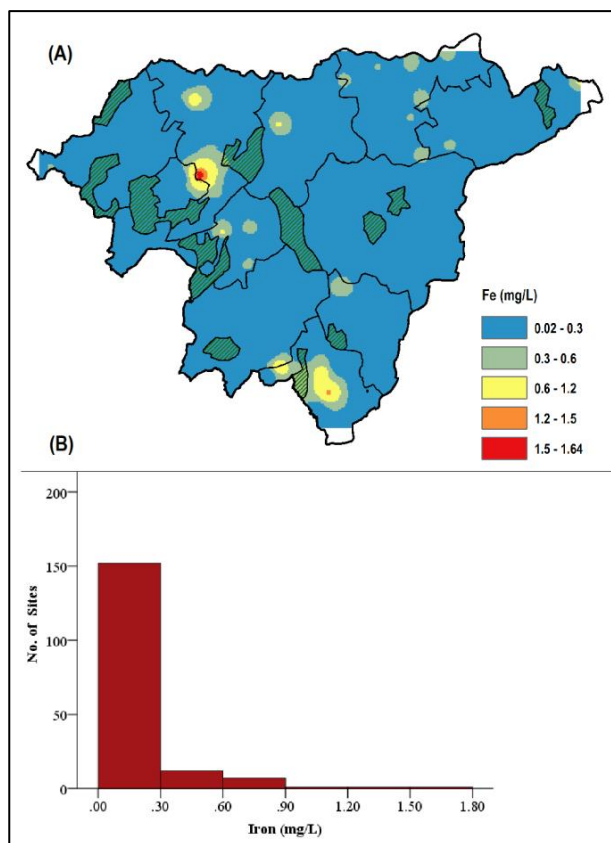 (A)
Fe (mg/L)
0.02 - 0.3
0.3 - 0.6
0.6 - 1.2
1.2 - 1.5
1.5 - 1.64
(B)
200
150
100
50
0
No. of Sites
.00 .30 .60 .90 1.20 1.50 1.80
Iron (mg/L)